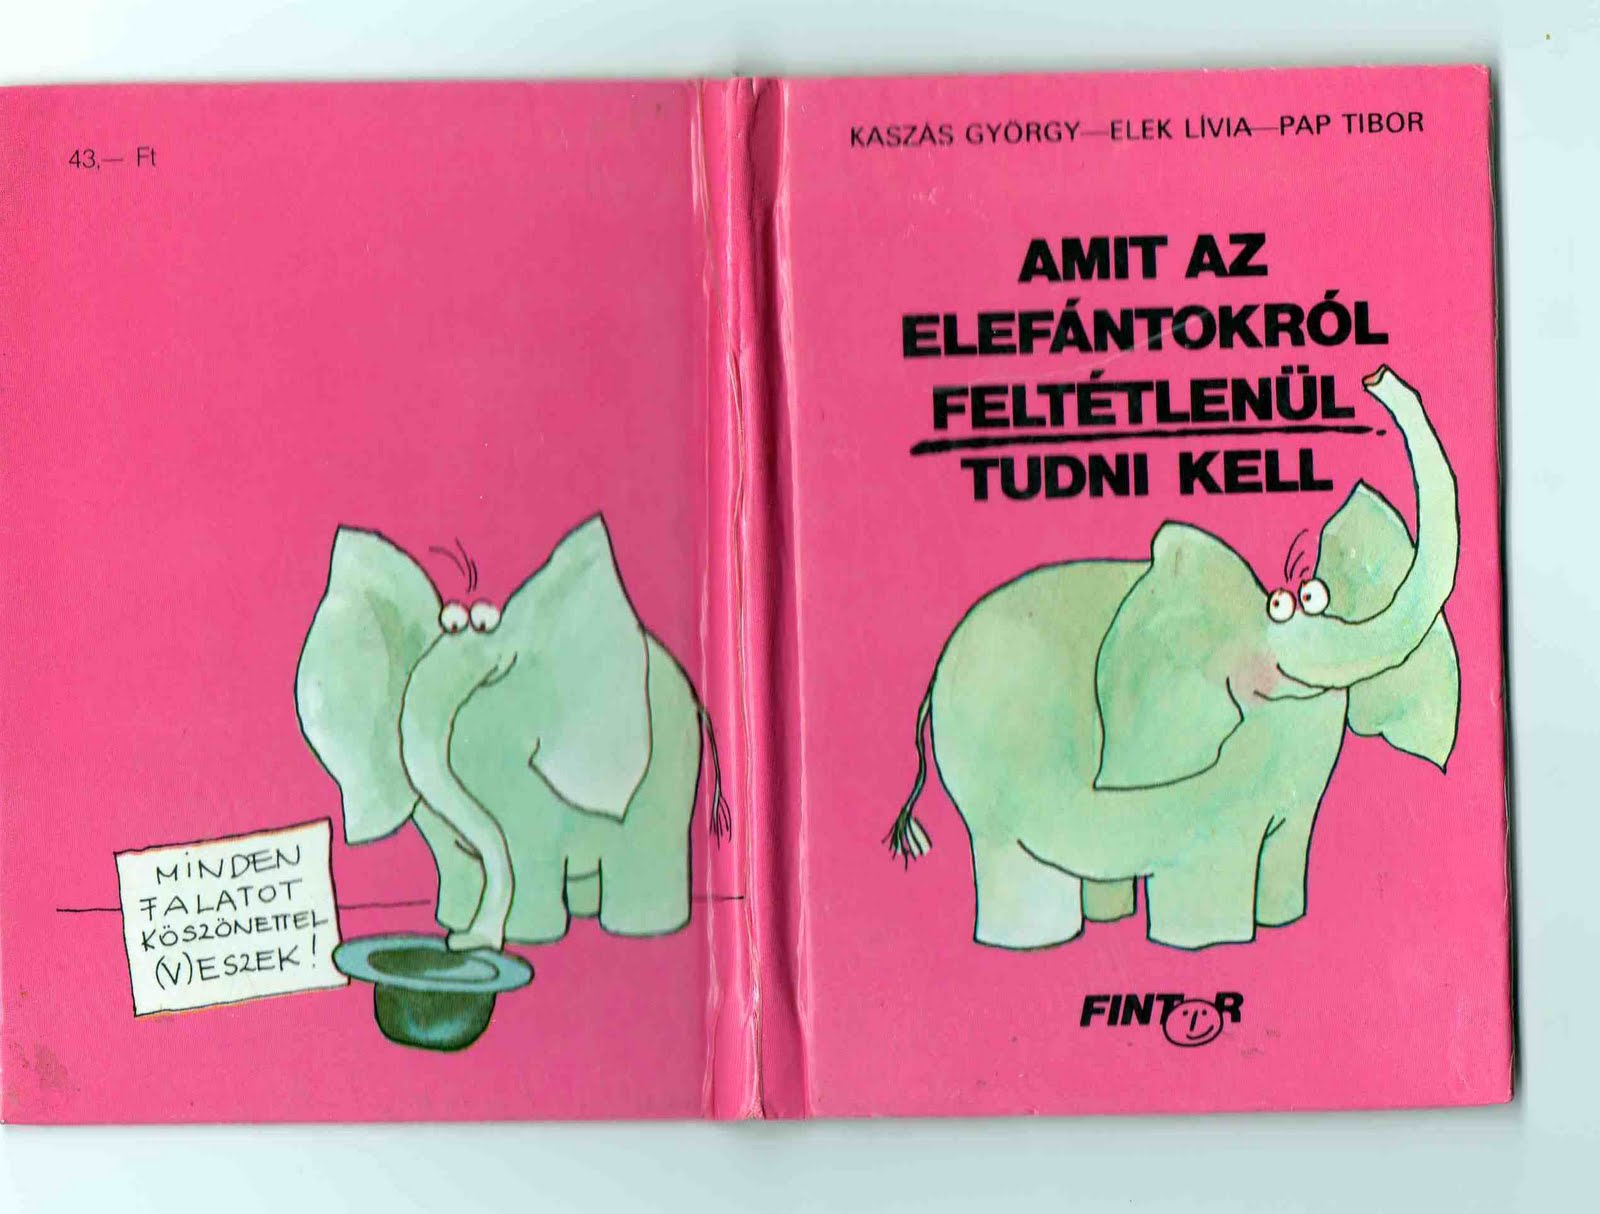 43,— Ft
MINDEN
FALATOT
KÖSZÖNETTEL
(V)ESZEK!
KASZÁS GYÖRGY—ELEK LÍVIA—PAP TIBOR
AMIT AZ
ELEFÁNTOKRÓL
FELTÉTLENÜL
TUDNI KELL
FINTOR